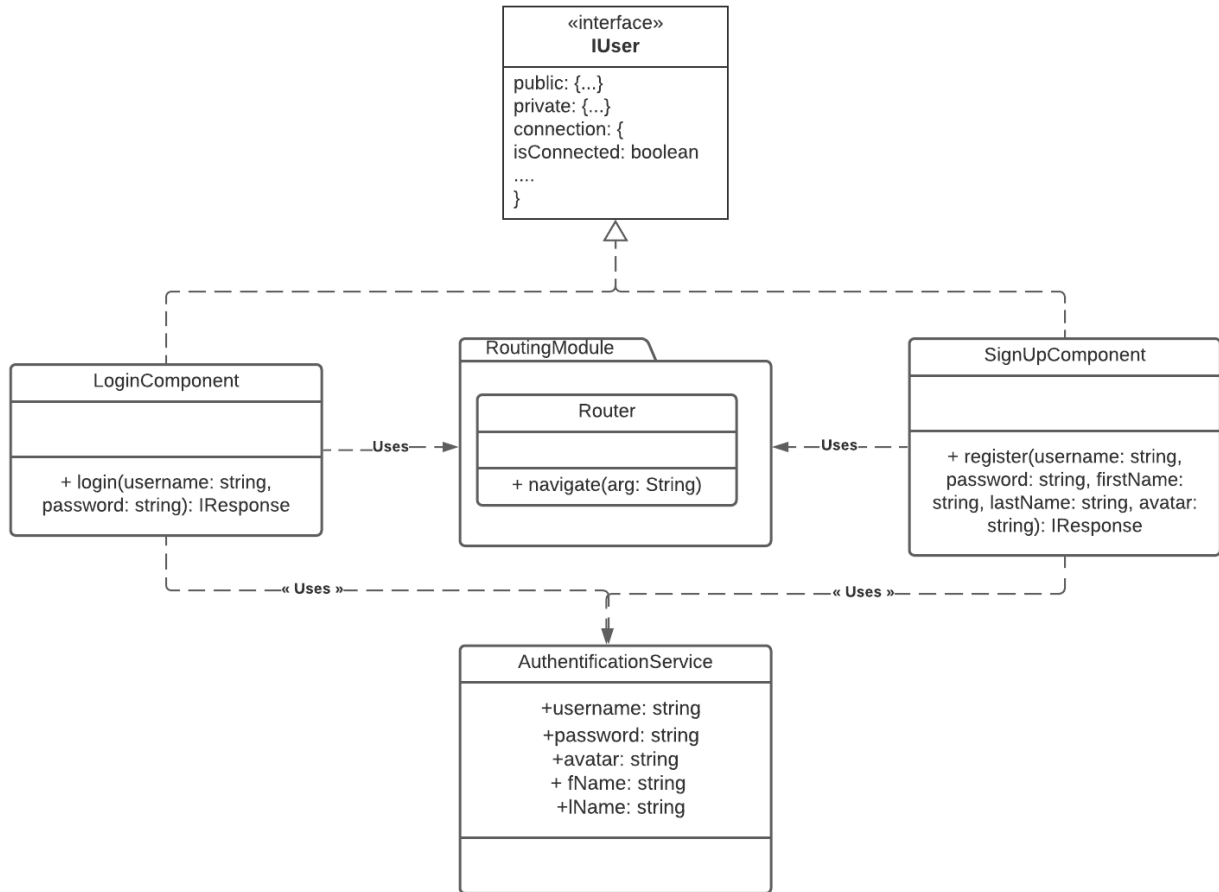 «interface»
IUser
public: {...}
private: {...}
connection: {
isConnected: boolean
....
}
LoginComponent
+ login(username: string,
password: string): IResponse
Uses
RoutingModule
Router
+ navigate(arg: String)
Uses
SignUpComponent
+ register(username: string,
password: string, firstName:
string, lastName: string, avatar:
string): IResponse
« Uses »
« Uses »
AuthentificationService
+username: string
+password: string
+avatar: string
+ fName: string
+lName: string